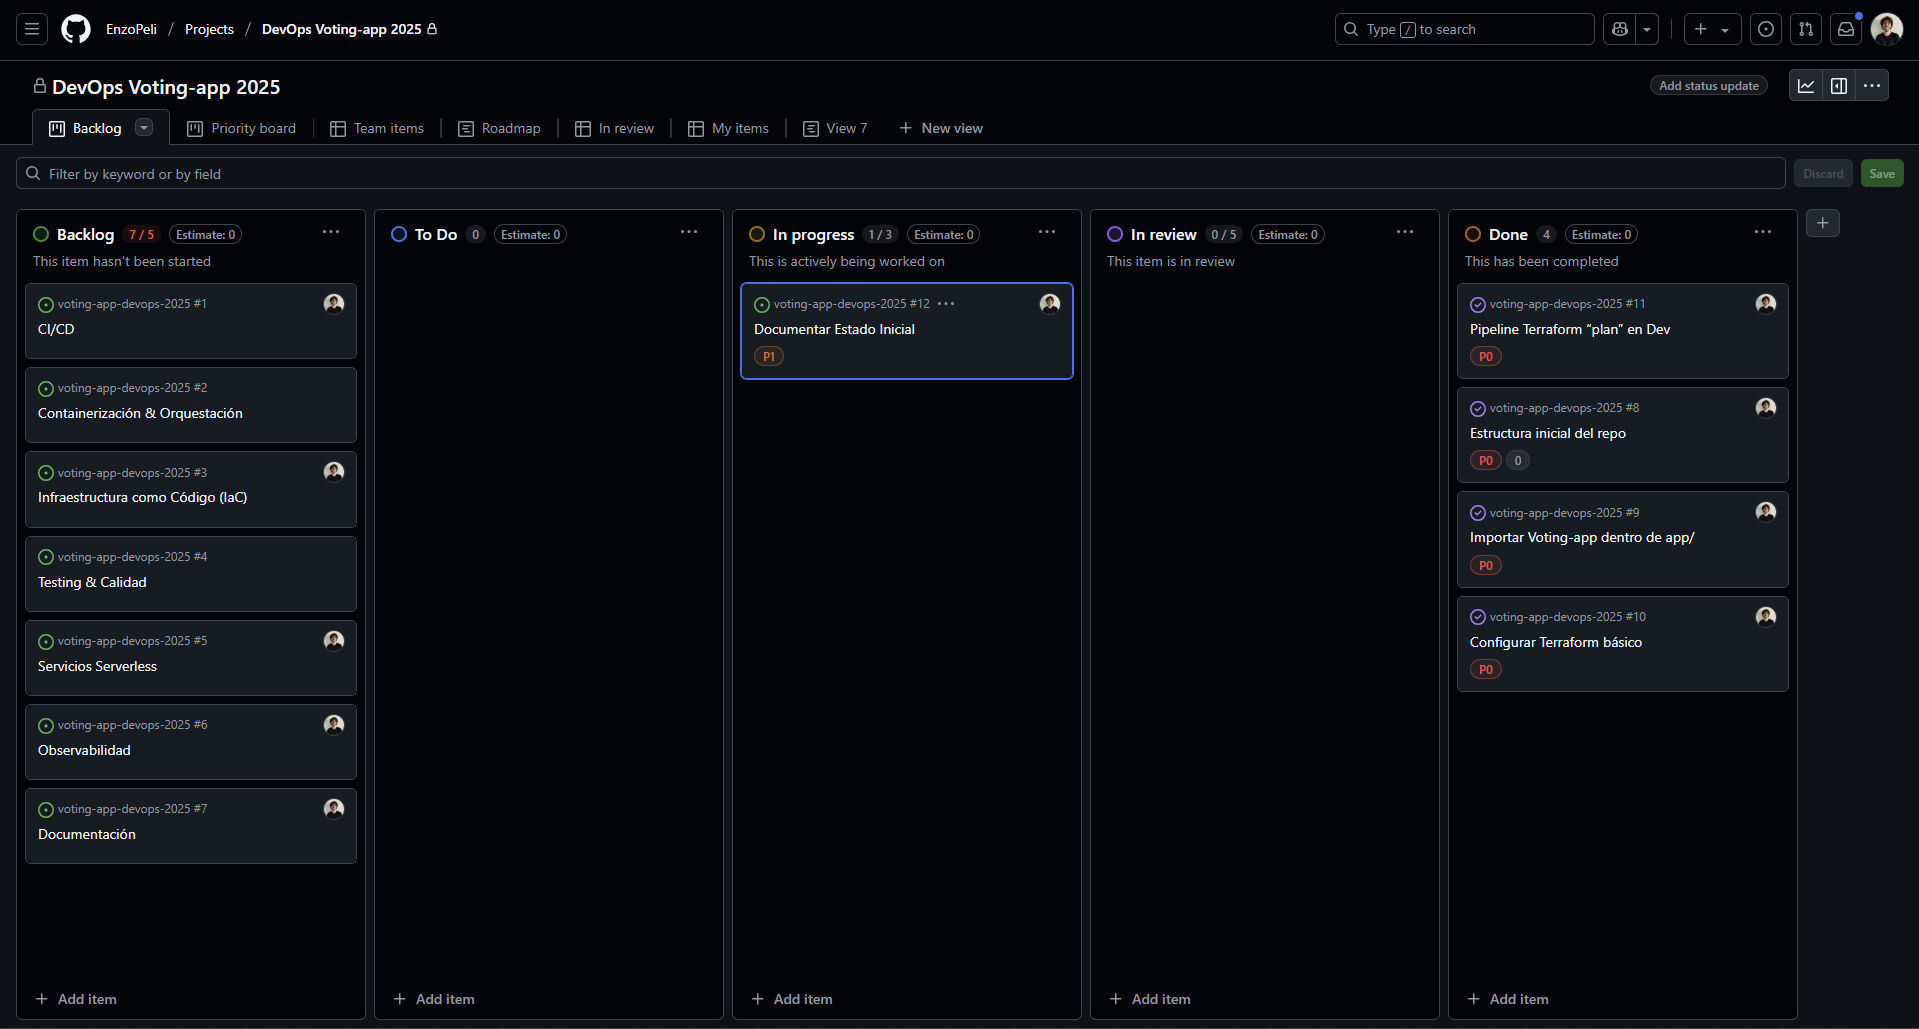 EnzoPeli / Projects / DevOps Voting-app 2025
Type / to search
DevOps Voting-app 2025
Add status update
Backlog
Priority board
Team items
Roadmap
In review
My items
View 7
New view
Filter by keyword or by field
Discard
Save
Backlog 7 / 5 Estimate: 0
This item hasn't been started
voting-app-devops-2025 #1
CI/CD
voting-app-devops-2025 #2
Containerización & Orquestación
voting-app-devops-2025 #3
Infraestructura como Código (IaC)
voting-app-devops-2025 #4
Testing & Calidad
voting-app-devops-2025 #5
Servicios Serverless
voting-app-devops-2025 #6
Observabilidad
voting-app-devops-2025 #7
Documentación
Add item
To Do 0 Estimate: 0
Add item
In progress 1 / 3 Estimate: 0
This is actively being worked on
voting-app-devops-2025 #12
Documentar Estado Inicial
P1
Add item
In review 0 / 5 Estimate: 0
This item is in review
Add item
Done 4 Estimate: 0
This has been completed
voting-app-devops-2025 #11
Pipeline Terraform “plan” en Dev
P0
voting-app-devops-2025 #8
Estructura inicial del repo
P0 0
voting-app-devops-2025 #9
Importar Voting-app dentro de app/
P0
voting-app-devops-2025 #10
Configurar Terraform básico
P0
Add item